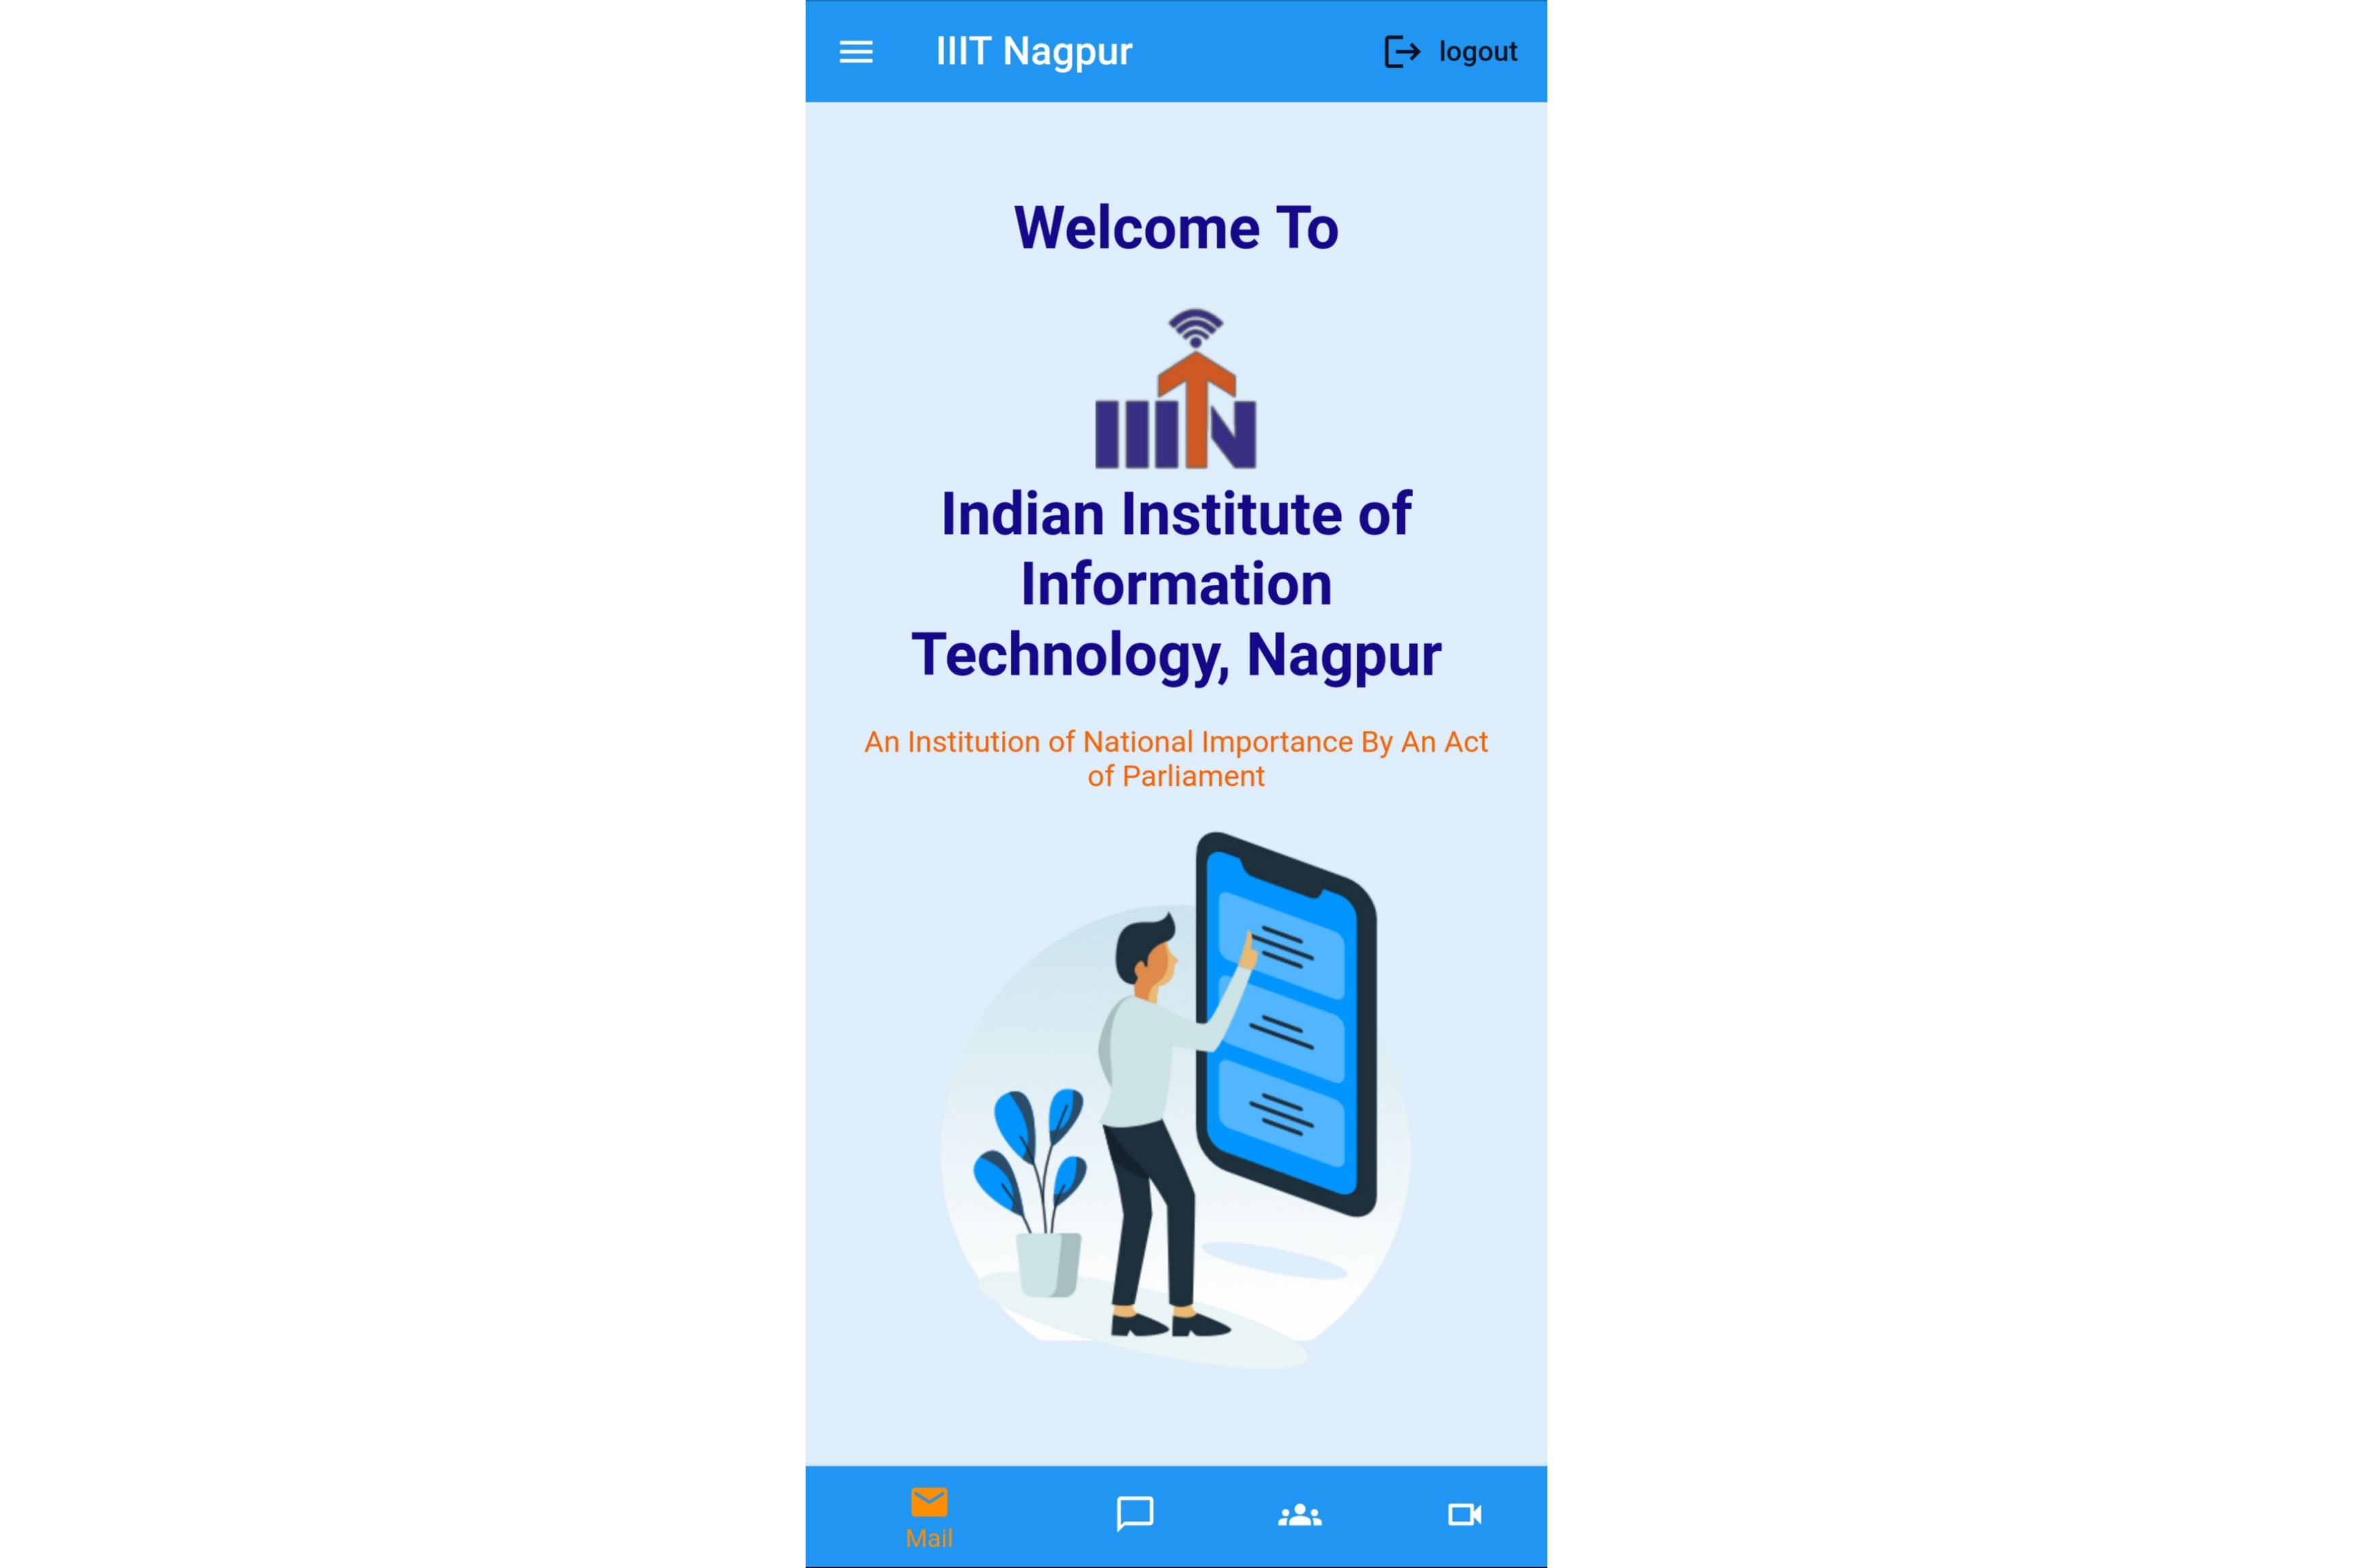 IIIT Nagpur
logout
Welcome To
IIITN
Indian Institute of
Information
Technology, Nagpur
An Institution of National Importance By An Act
of Parliament
Mail